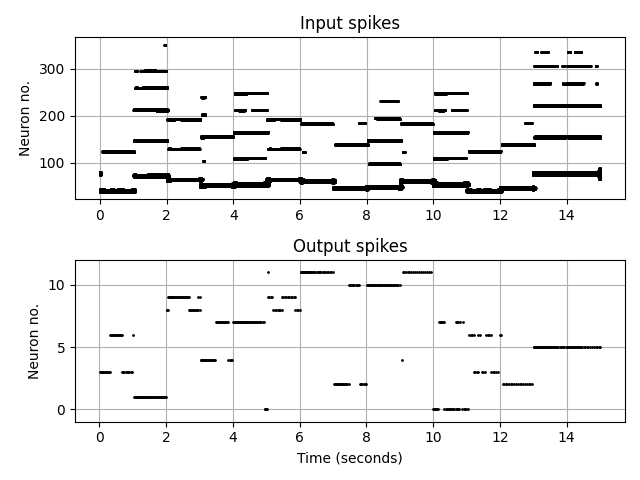 Input spikes
300
200
100
Neuron no.
0 2 4 6 8 10 12 14
Output spikes
10
5
0
Neuron no.
0 2 4 6 8 10 12 14
Time (seconds)